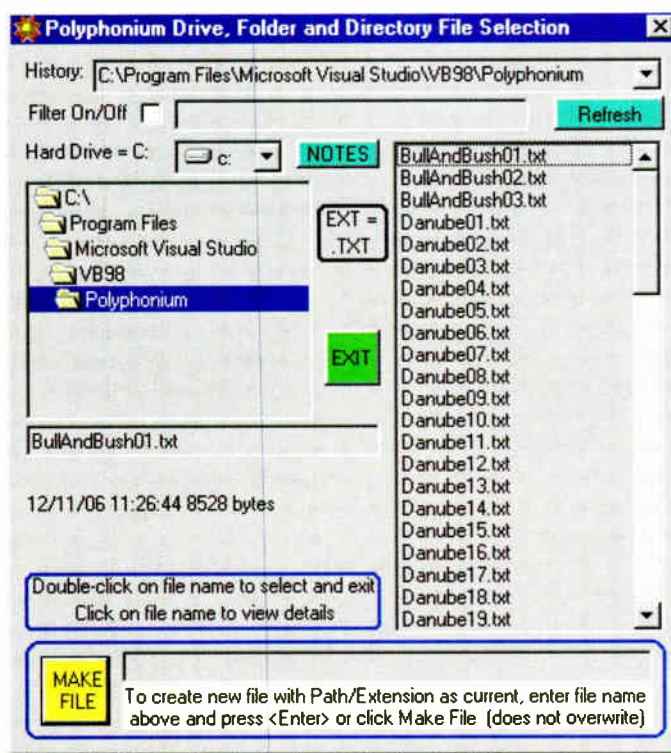 Polyphonium Drive, Folder and Directory File Selection
History: C:\Program Files\Microsoft Visual Studio\VB98\Polyphonium
Filter On/Off Refresh
Hard Drive = C: c: NOTES
C:\
Program Files
Microsoft Visual Studio
VB98
Polyphonium
EXT =
.TXT
EXIT
BullAndBush01.txt
12/11/06 11:26:44 8528 bytes
Double-click on file name to select and exit
Click on file name to view details
BullAndBush01.txt
BullAndBush02.txt
BullAndBush03.txt
Danube01.txt
Danube02.txt
Danube03.txt
Danube04.txt
Danube05.txt
Danube06.txt
Danube07.txt
Danube08.txt
Danube09.txt
Danube10.txt
Danube11.txt
Danube12.txt
Danube13.txt
Danube14.txt
Danube15.txt
Danube16.txt
Danube17.txt
Danube18.txt
Danube19.txt
MAKE
FILE
To create new file with Path/Extension as current, enter file name
above and press <Enter> or click Make File (does not overwrite)